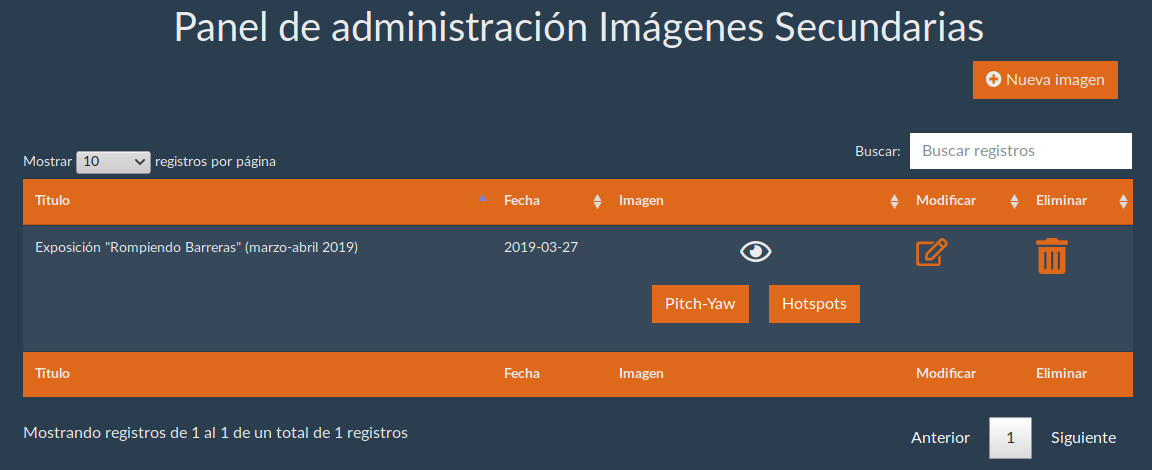 Panel de administración Imágenes Secundarias
Nueva imagen
Mostrar 10 registros por página
Buscar: Buscar registros
Título Fecha Imagen Modificar Eliminar
Exposición "Rompiendo Barreras" (marzo-abril 2019) 2019-03-27
Pitch-Yaw Hotspots
Título Fecha Imagen Modificar Eliminar
Mostrando registros de 1 al 1 de un total de 1 registros
Anterior 1 Siguiente